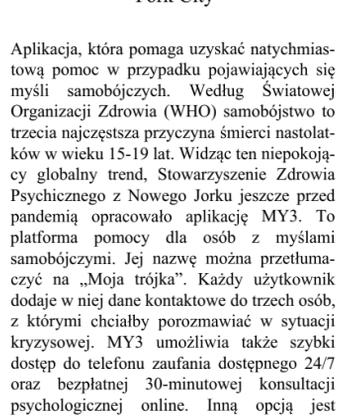 York City
Aplikacja, która pomaga uzyskać natychmias-
tową pomoc w przypadku pojawiających się
myśli samobójczych. Według Światowej
Organizacji Zdrowia (WHO) samobójstwo to
trzecia najczęstsza przyczyna śmierci nastolat-
ków w wieku 15-19 lat. Widząc ten niepokoją-
cy globalny trend, Stowarzyszenie Zdrowia
Psychicznego z Nowego Jorku jeszcze przed
pandemią opracowało aplikację MY3. To
platforma pomocy dla osób z myślami
samobójczymi. Jej nazwę można przetłuma-
czyć na „Moja trójka”. Każdy użytkownik
dodaje w niej dane kontaktowe do trzech osób,
z którymi chciałby porozmawiać w sytuacji
kryzysowej. MY3 umożliwia także szybki
dostęp do telefonu zaufania dostępnego 24/7
oraz bezpłatnej 30-minutowej konsultacji
psychologicznej online. Inną opcją jest